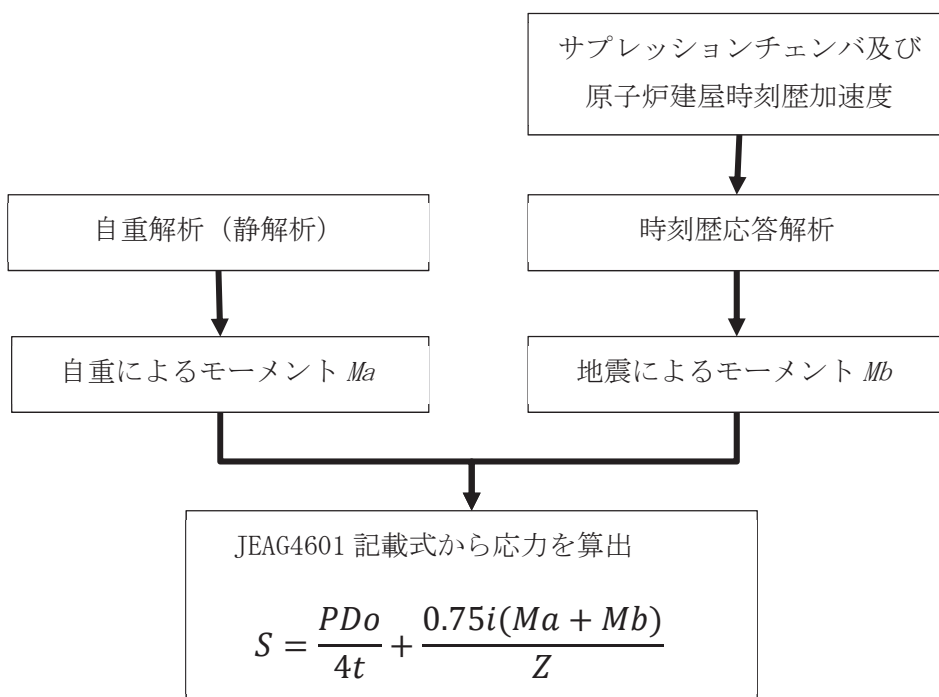 サプレッションチェンバ及び
原子炉建屋時刻歴加速度
自重解析（静解析）
時刻歴応答解析
自重によるモーメント Ma
地震によるモーメント Mb
JEAG4601 記載式から応力を算出
S = PDo/4t + 0.75i(Ma + Mb)/Z